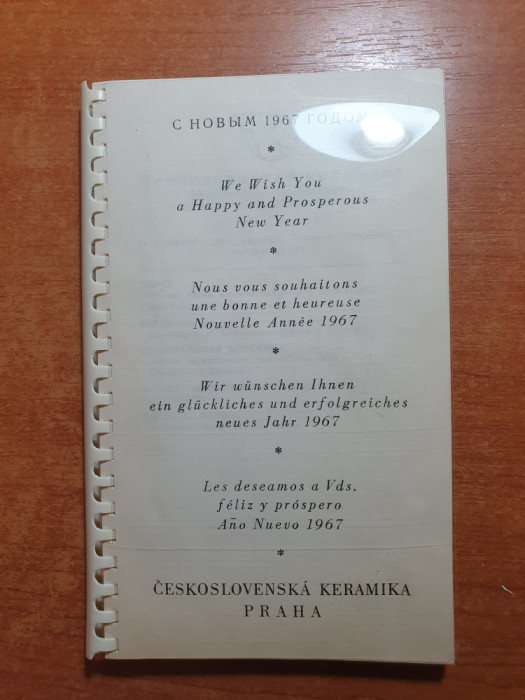 С НОВЫМ 1967 ГОДОМ
*
We Wish You
a Happy and Prosperous
New Year
*
Nous vous souhaitons
une bonne et heureuse
Nouvelle Année 1967
*
Wir wünschen Ihnen
ein glückliches und erfolgreiches
neues Jahr 1967
*
Les deseamos a Vds.
féliz y próspero
Año Nuevo 1967
*
ČESKOSLOVENSKÁ KERAMIKA
PRAHA